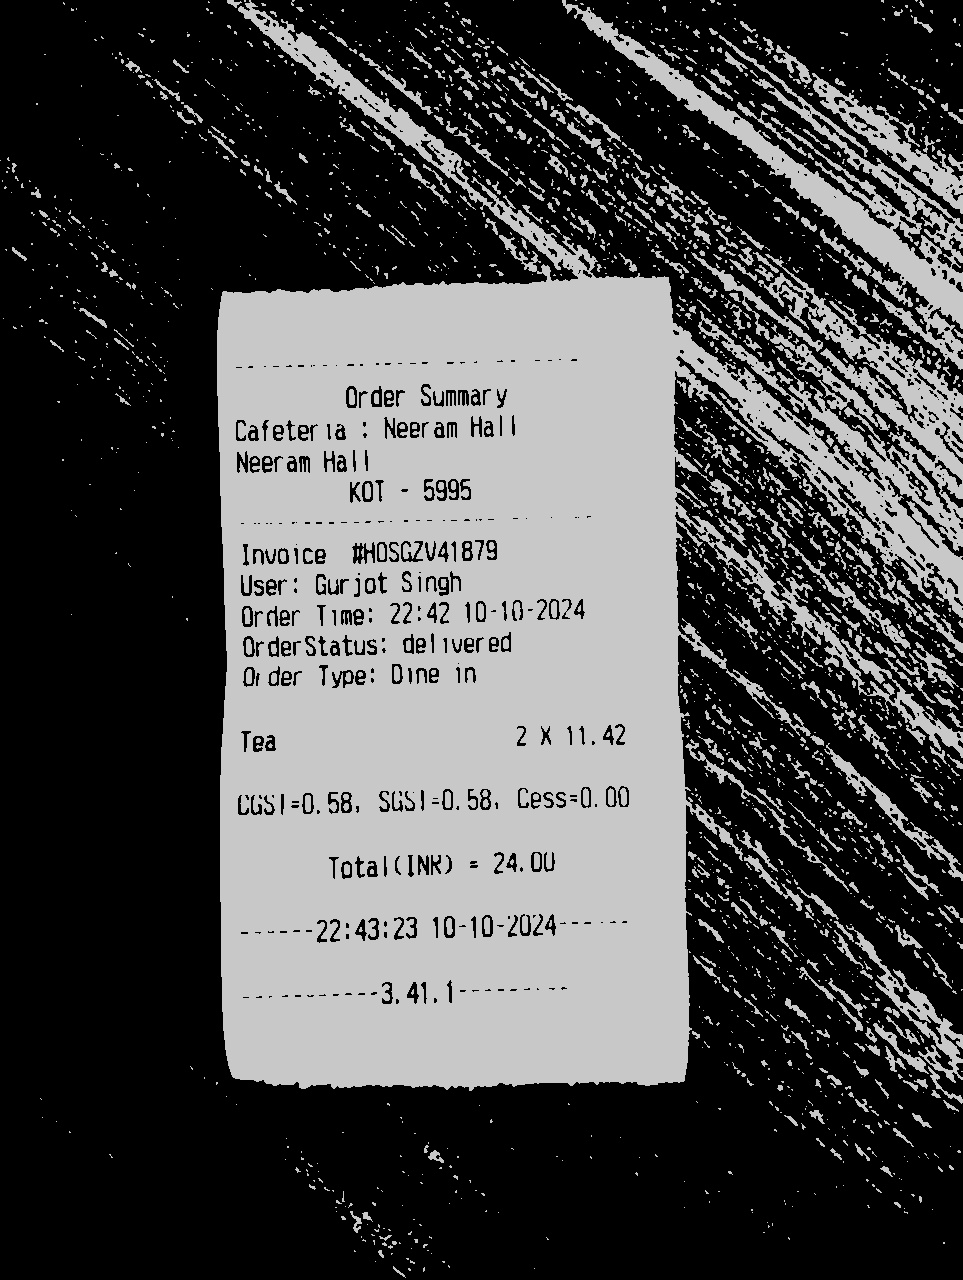 Order Summary
Cafeteria : Neeram Hall
Neeram Hall
KOT - 5995
Invoice #HOSGZV41879
User: Gurjot Singh
Order Time: 22:42 10-10-2024
OrderStatus: delivered
Order Type: Dine in
Tea 2 X 11.42
CGST=0.58, SGST=0.58, Cess=0.00
Total(INR) = 24.00
------22:43:23 10-10-2024------
-----------3.41.1---------